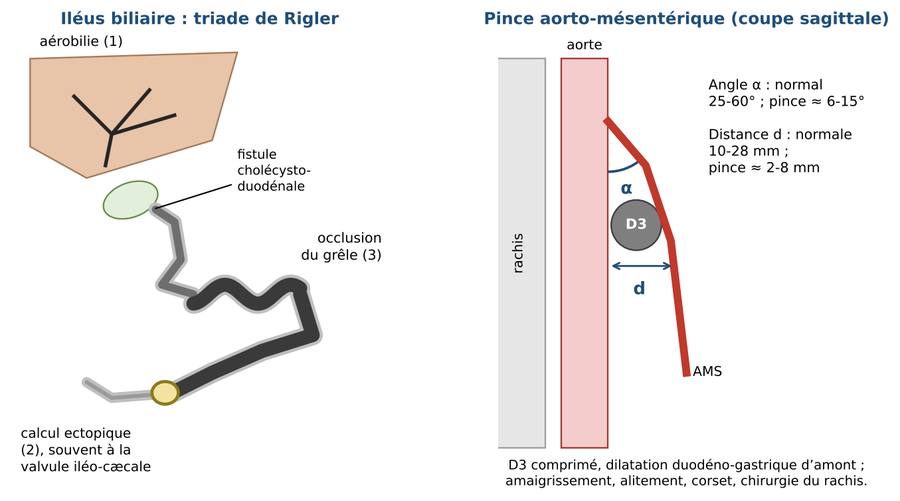 Iléus biliaire : triade de Rigler
aérobilie (1)
fistule
cholécysto-
duodénale
occlusion
du grêle (3)
calcul ectopique
(2), souvent à la
valvule iléo-cæcale
Pince aorto-mésentérique (coupe sagittale)
aorte
Angle α : normal
25-60° ; pince ≈ 6-15°
Distance d : normale
10-28 mm ;
pince ≈ 2-8 mm
α
D3
rachis
d
AMS
D3 comprimé, dilatation duodéno-gastrique d’amont ;
amaigrissement, alitement, corset, chirurgie du rachis.